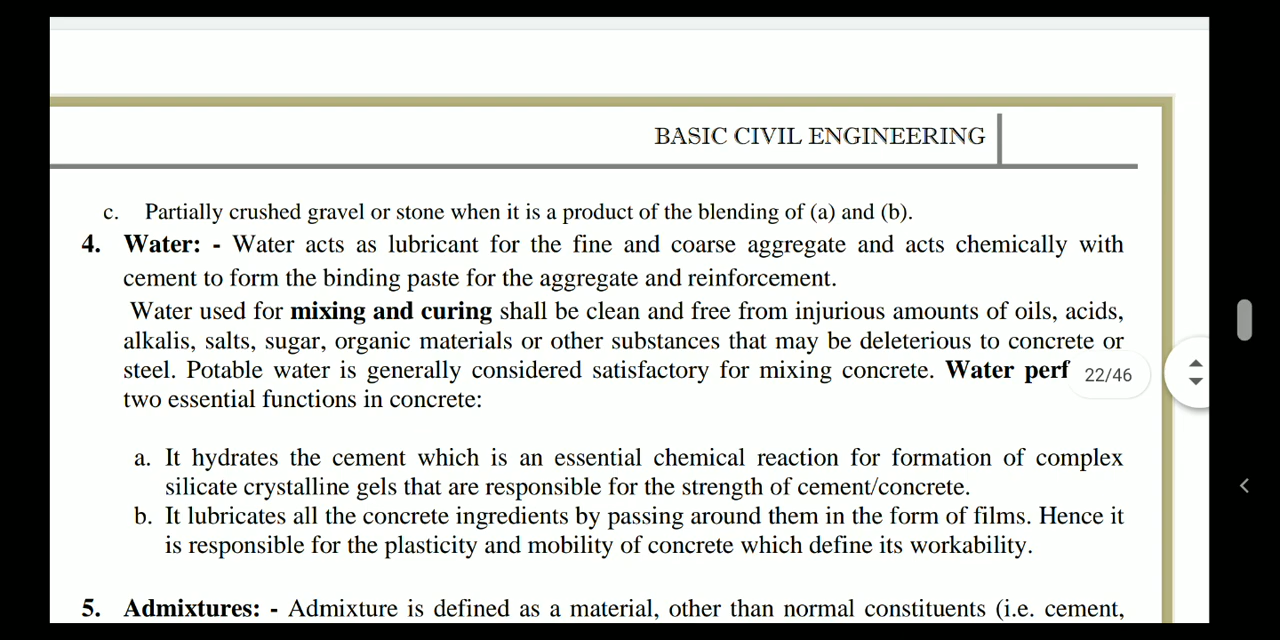 BASIC CIVIL ENGINEERING
c. Partially crushed gravel or stone when it is a product of the blending of (a) and (b).
4. Water: - Water acts as lubricant for the fine and coarse aggregate and acts chemically with
cement to form the binding paste for the aggregate and reinforcement.
Water used for mixing and curing shall be clean and free from injurious amounts of oils, acids,
alkalis, salts, sugar, organic materials or other substances that may be deleterious to concrete or
steel. Potable water is generally considered satisfactory for mixing concrete. Water perf
22/46
two essential functions in concrete:
a. It hydrates the cement which is an essential chemical reaction for formation of complex
silicate crystalline gels that are responsible for the strength of cement/concrete.
b. It lubricates all the concrete ingredients by passing around them in the form of films. Hence it
is responsible for the plasticity and mobility of concrete which define its workability.
5. Admixtures: - Admixture is defined as a material, other than normal constituents (i.e. cement,